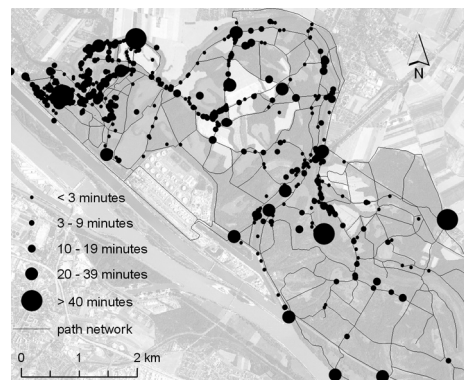 N
< 3 minutes
3 - 9 minutes
10 - 19 minutes
20 - 39 minutes
> 40 minutes
path network
0 1 2 km